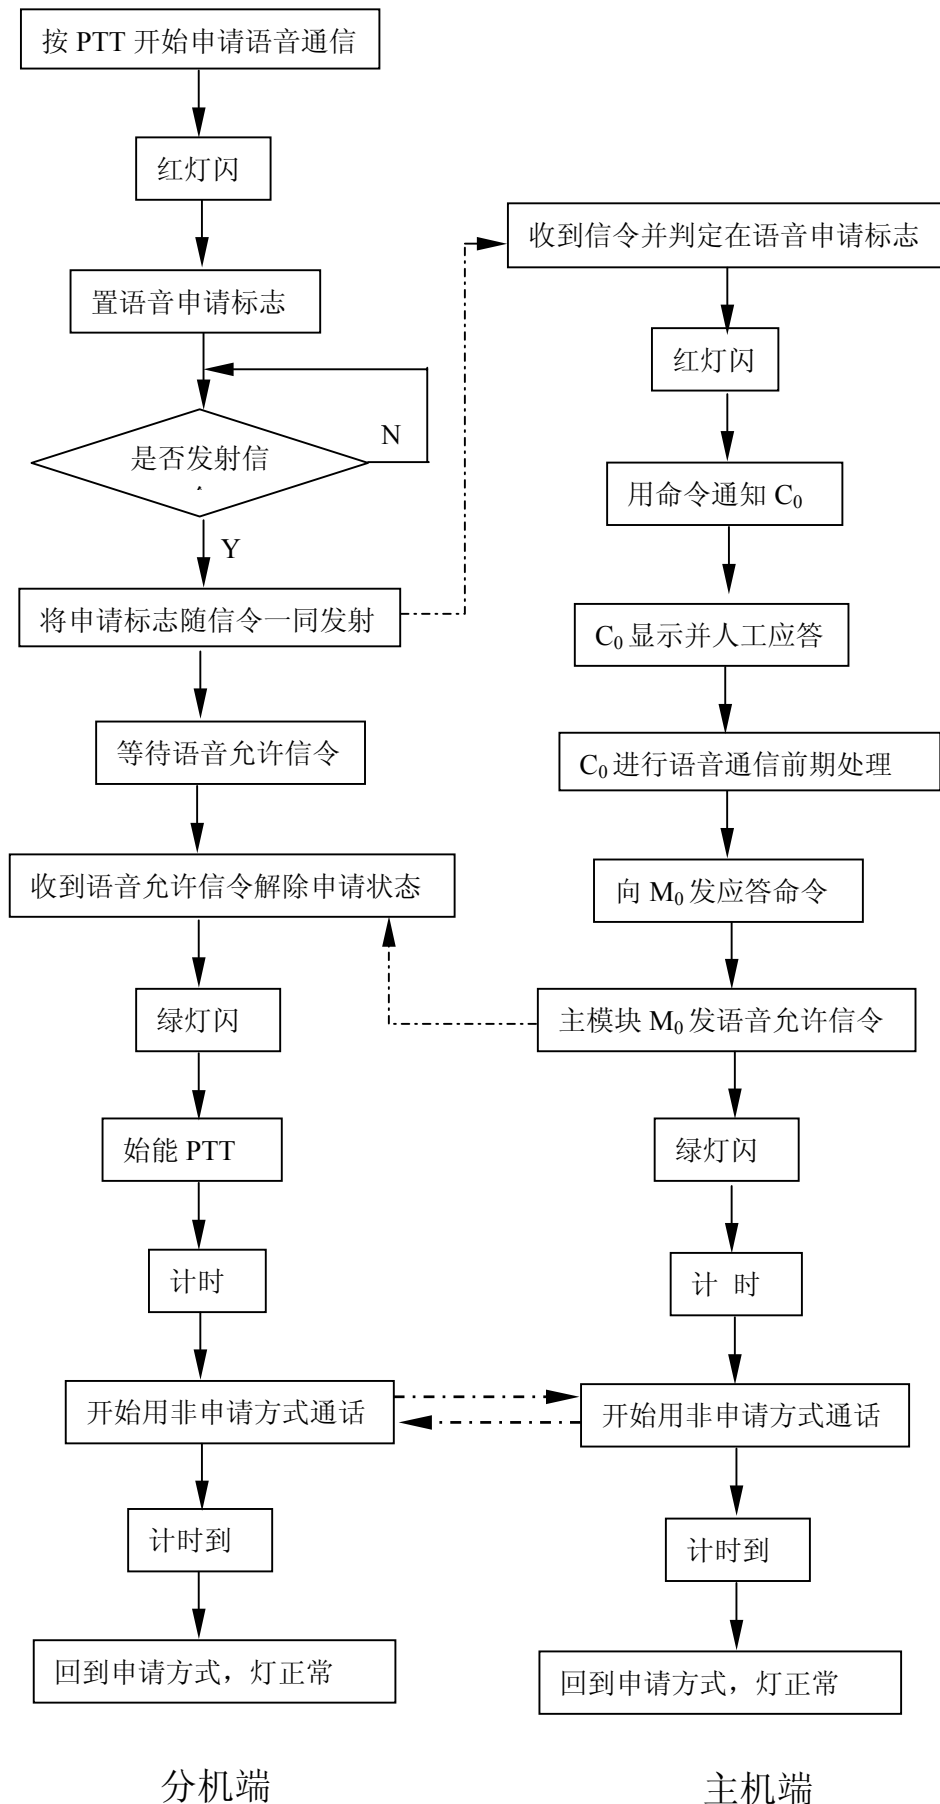 按 PTT 开始申请语音通信
红灯闪
置语音申请标志
是否发射信
N
Y
将申请标志随信令一同发射
等待语音允许信令
收到语音允许信令解除申请状态
绿灯闪
始能 PTT
计时
开始用非申请方式通话
计时到
回到申请方式，灯正常
分机端
收到信令并判定在语音申请标志
红灯闪
用命令通知 C₀
C₀ 显示并人工应答
C₀ 进行语音通信前期处理
向 M₀ 发应答命令
主模块 M₀ 发语音允许信令
绿灯闪
计 时
开始用非申请方式通话
计时到
回到申请方式，灯正常
主机端